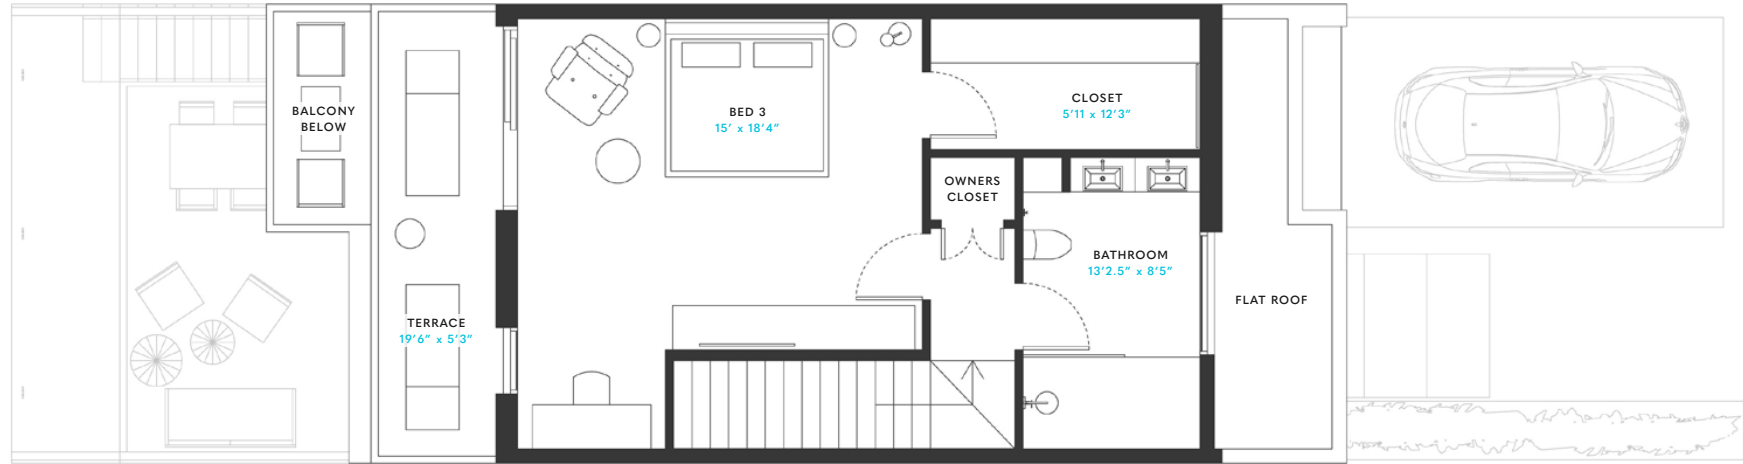 BALCONY
BELOW
TERRACE
19'6" x 5'3"
BED 3
15' x 18'4"
CLOSET
5'11 x 12'3"
OWNERS
CLOSET
BATHROOM
13'2.5" x 8'5"
FLAT ROOF